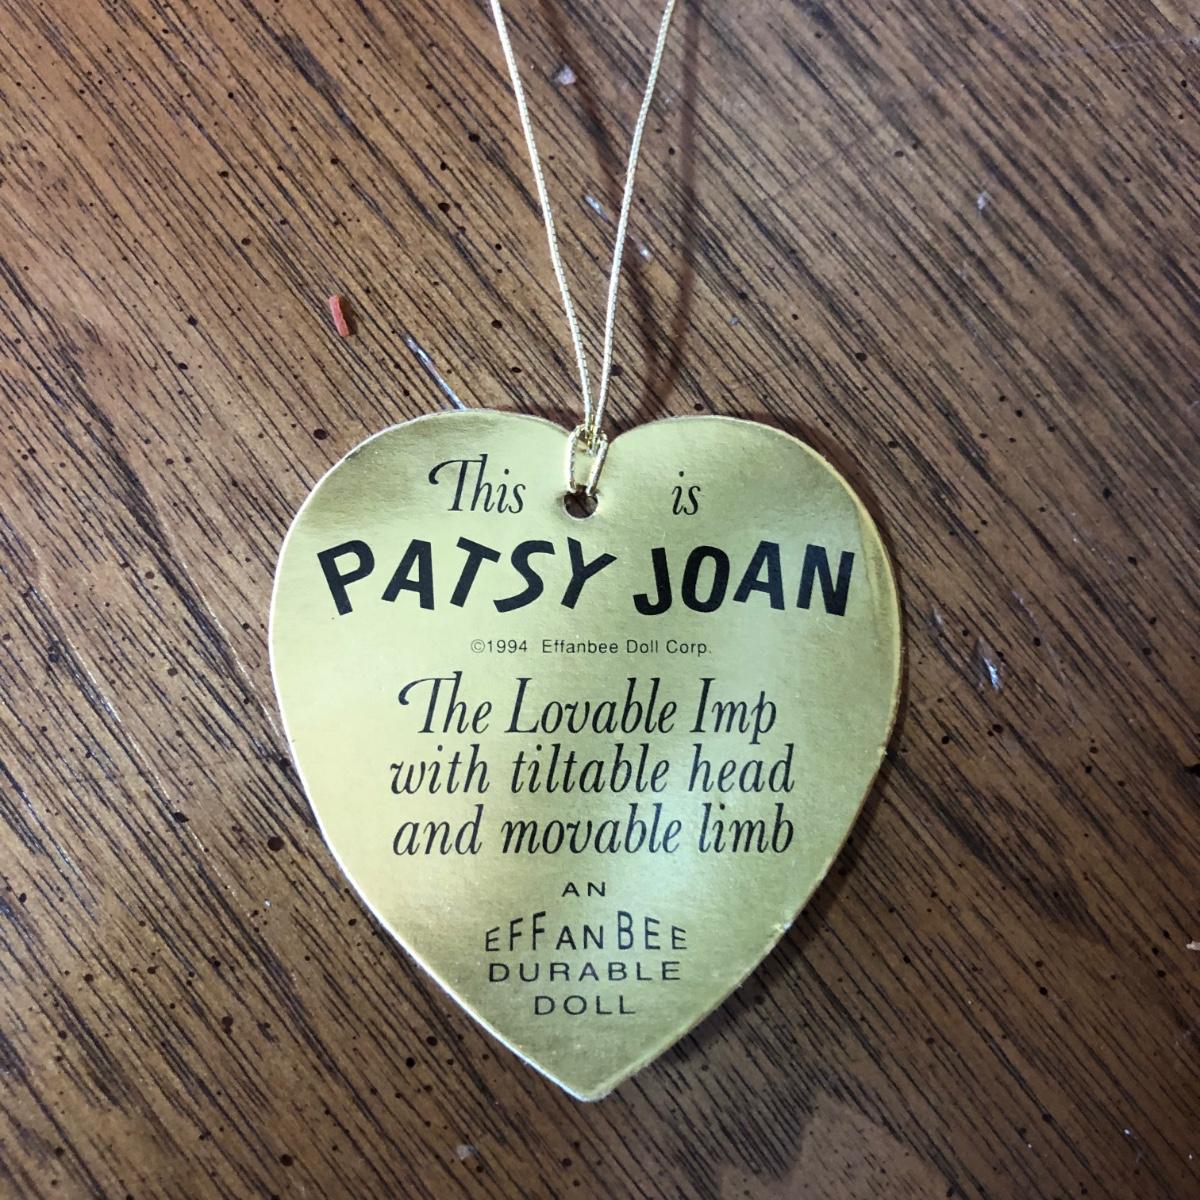 This is
PATSY JOAN
©1994 Effanbee Doll Corp.
The Lovable Imp
with tiltable head
and movable limb
AN
EFFANBEE
DURABLE
DOLL